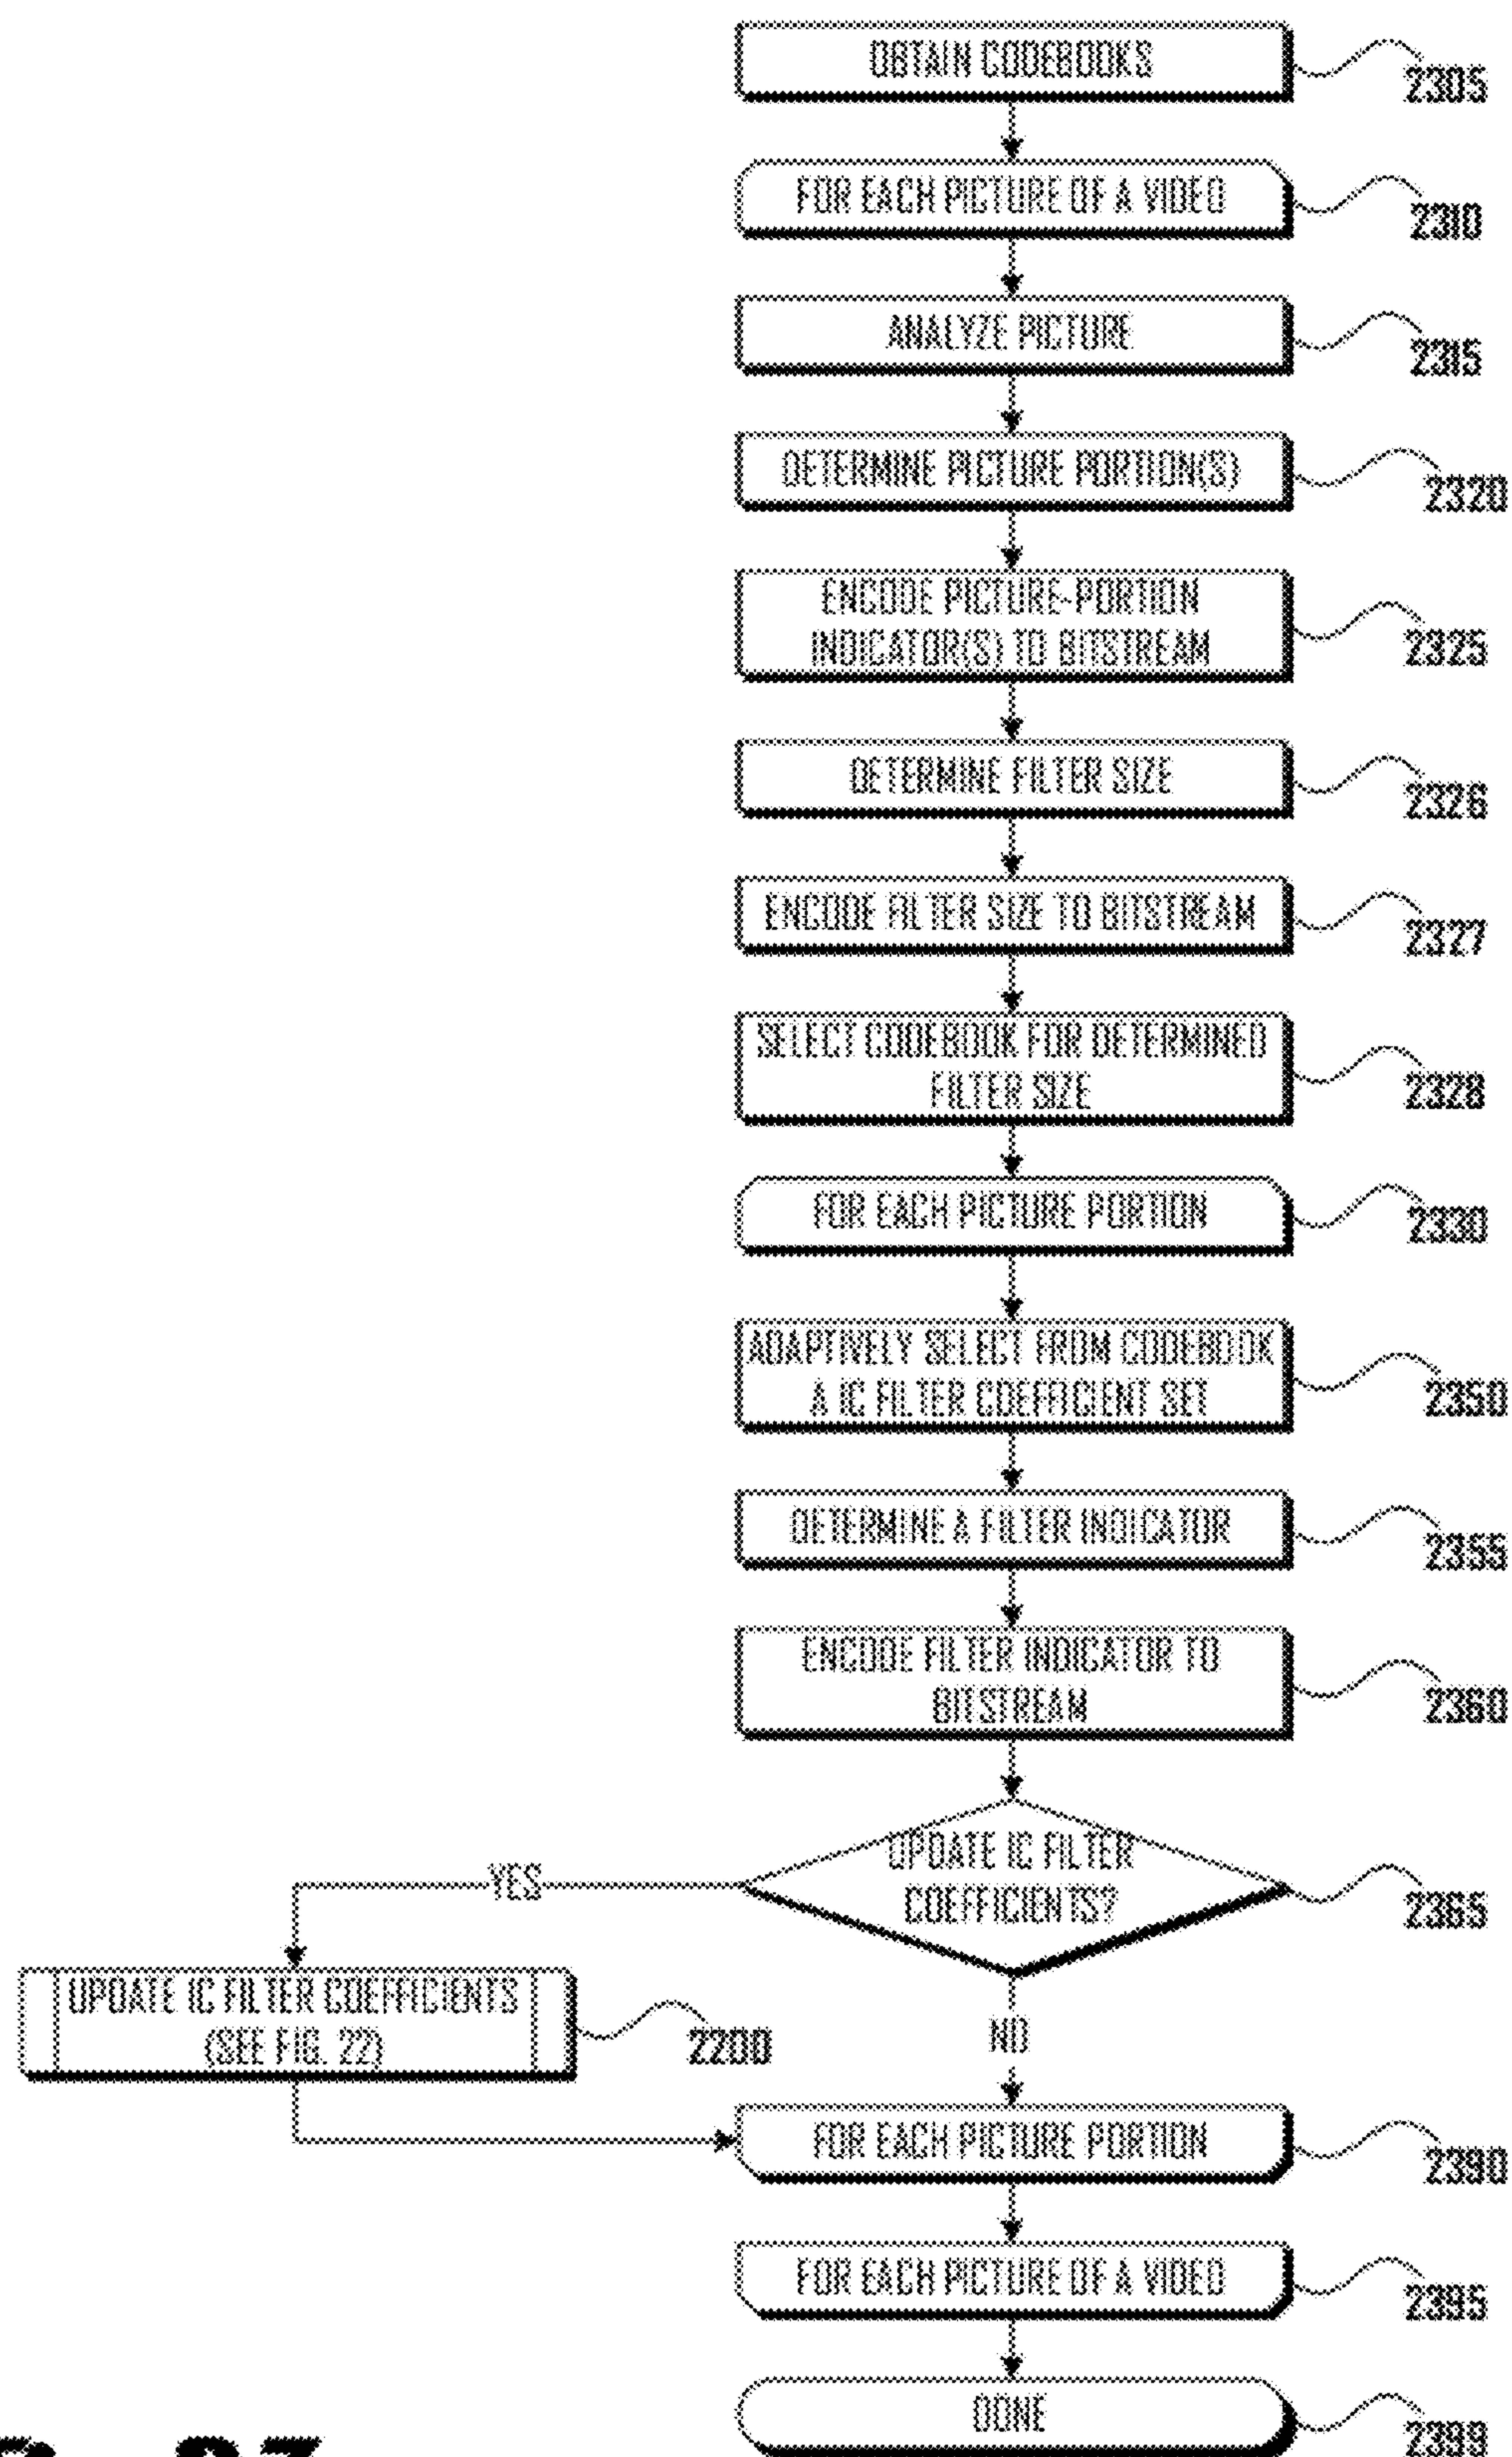 OBTAIN CODEBOOKS
2305
FOR EACH PICTURE OF A VIDEO
2310
ANALYZE PICTURE
2315
DETERMINE PICTURE PORTION(S)
2320
ENCODE PICTURE-PORTION
INDICATOR(S) TO BITSTREAM
2325
DETERMINE FILTER SIZE
2326
ENCODE FILTER SIZE TO BITSTREAM
2327
SELECT CODEBOOK FOR DETERMINED
FILTER SIZE
2328
FOR EACH PICTURE PORTION
2330
ADAPTIVELY SELECT FROM CODEBOOK
A IC FILTER COEFFICIENT SET
2350
DETERMINE A FILTER INDICATOR
2355
ENCODE FILTER INDICATOR TO
BITSTREAM
2360
UPDATE IC FILTER
COEFFICIENTS?
2365
YES
UPDATE IC FILTER COEFFICIENTS
(SEE FIG. 22)
2200
NO
FOR EACH PICTURE PORTION
2390
FOR EACH PICTURE OF A VIDEO
2395
DONE
2399